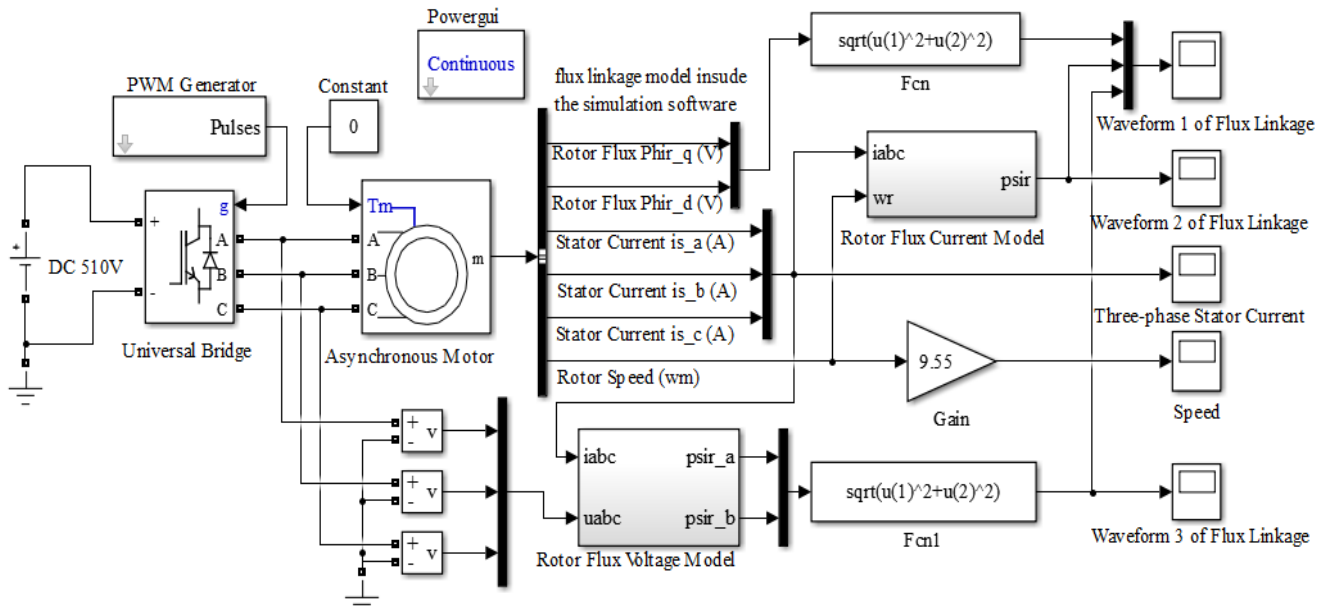 Powergui
Continuous
PWM Generator
Pulses
Constant
0
flux linkage model insude
the simulation software
sqrt(u(1)^2+u(2)^2)
Fcn
Waveform 1 of Flux Linkage
Rotor Flux Phir_q (V)
Rotor Flux Phir_d (V)
Stator Current is_a (A)
Stator Current is_b (A)
Stator Current is_c (A)
Rotor Speed (wm)
iabc
wr
psir
Rotor Flux Current Model
Waveform 2 of Flux Linkage
+
DC 510V
+
-
g
A
B
C
Universal Bridge
Tm
A
B
C
m
Asynchronous Motor
Three-phase Stator Current
9.55
Gain
Speed
+
-
v
+
-
v
+
-
v
iabc
uabc
psir_a
psir_b
Rotor Flux Voltage Model
sqrt(u(1)^2+u(2)^2)
Fcn1
Waveform 3 of Flux Linkage